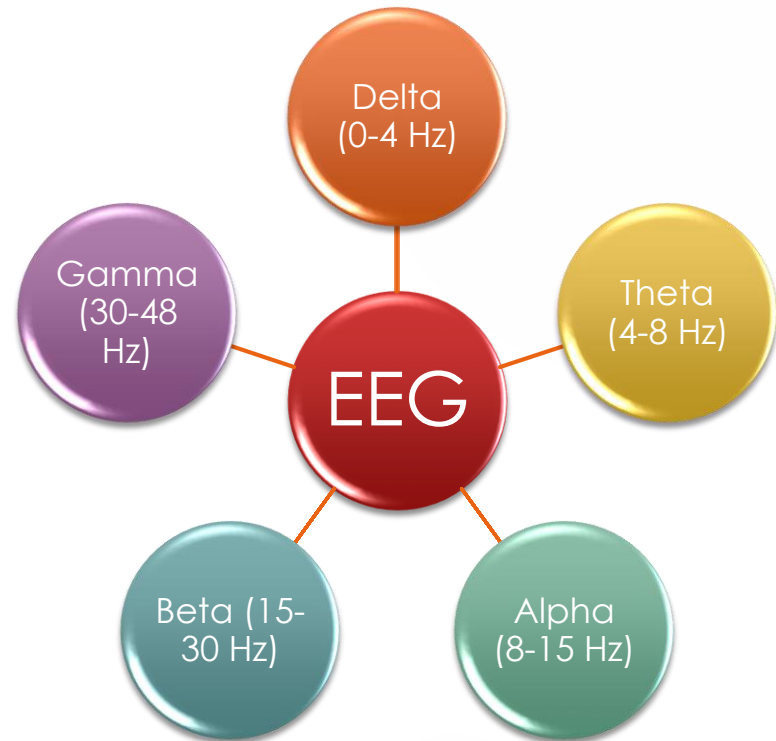 Delta
(0-4 Hz)
Theta
(4-8 Hz)
Alpha
(8-15 Hz)
Beta (15-
30 Hz)
Gamma
(30-48
Hz)
EEG